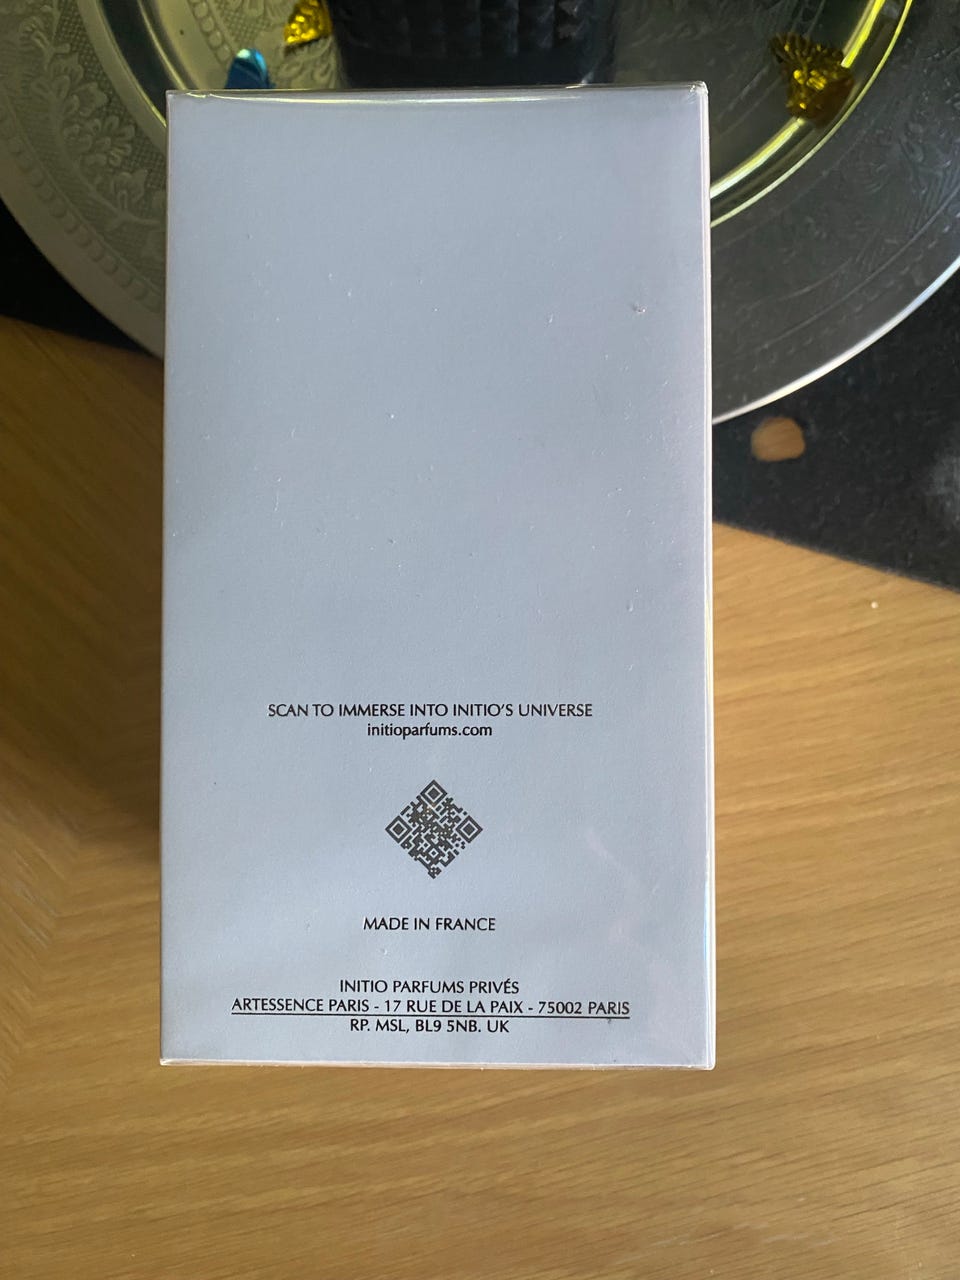 SCAN TO IMMERSE INTO INITIO'S UNIVERSE
initioparfums.com
MADE IN FRANCE
INITIO PARFUMS PRIVÉS
ARTESSENCE PARIS - 17 RUE DE LA PAIX - 75002 PARIS
RP. MSL, BL9 5NB. UK